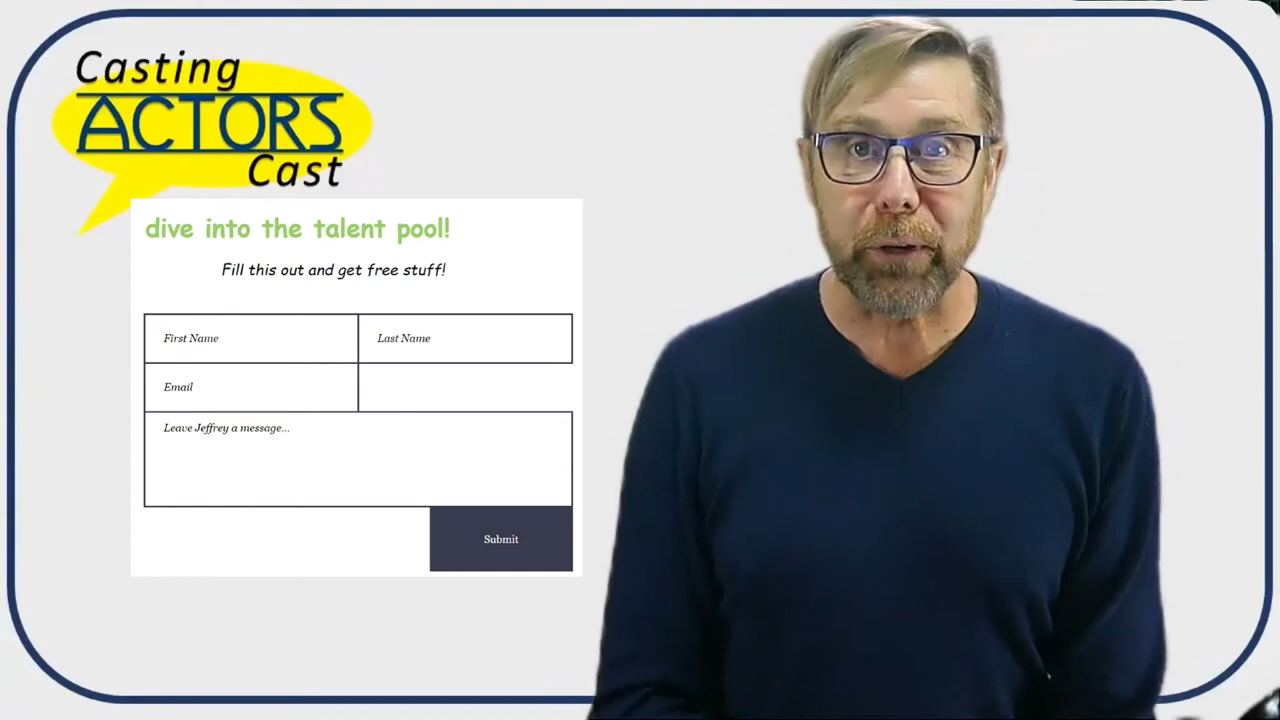 Casting
ACTORS
Cast
dive into the talent pool!
Fill this out and get free stuff!
First Name
Last Name
Email
Leave Jeffrey a message...
Submit